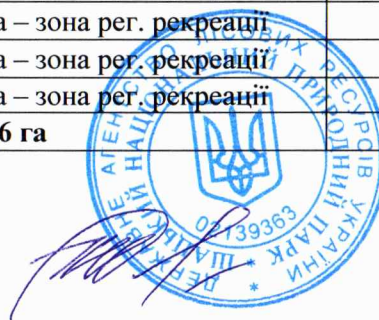 а – зона рег. рекреації
а – зона рег. рекреації
а – зона рег. рекреації
6 га
ДЕРЖАВНЕ АГЕНТСТВО ЛІСОВИХ РЕСУРСІВ УКРАЇНИ
ШАЦЬКИЙ НАЦІОНАЛЬНИЙ ПРИРОДНИЙ ПАРК
02139363